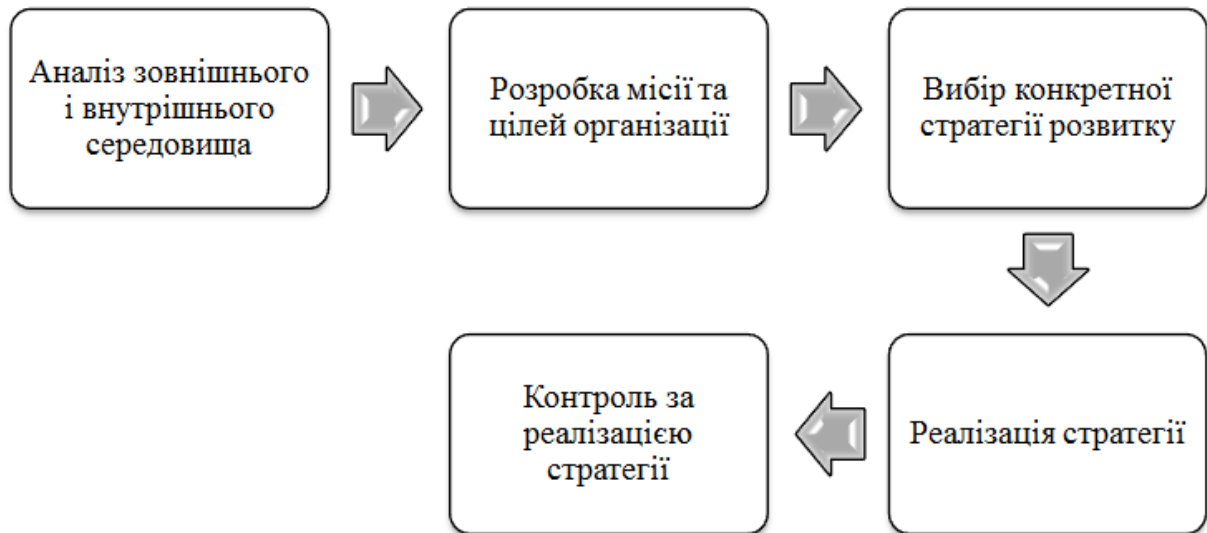 Аналіз зовнішнього
і внутрішнього
середовища
Розробка місії та
цілей організації
Вибір конкретної
стратегії розвитку
Реалізація стратегії
Контроль за
реалізацією
стратегії